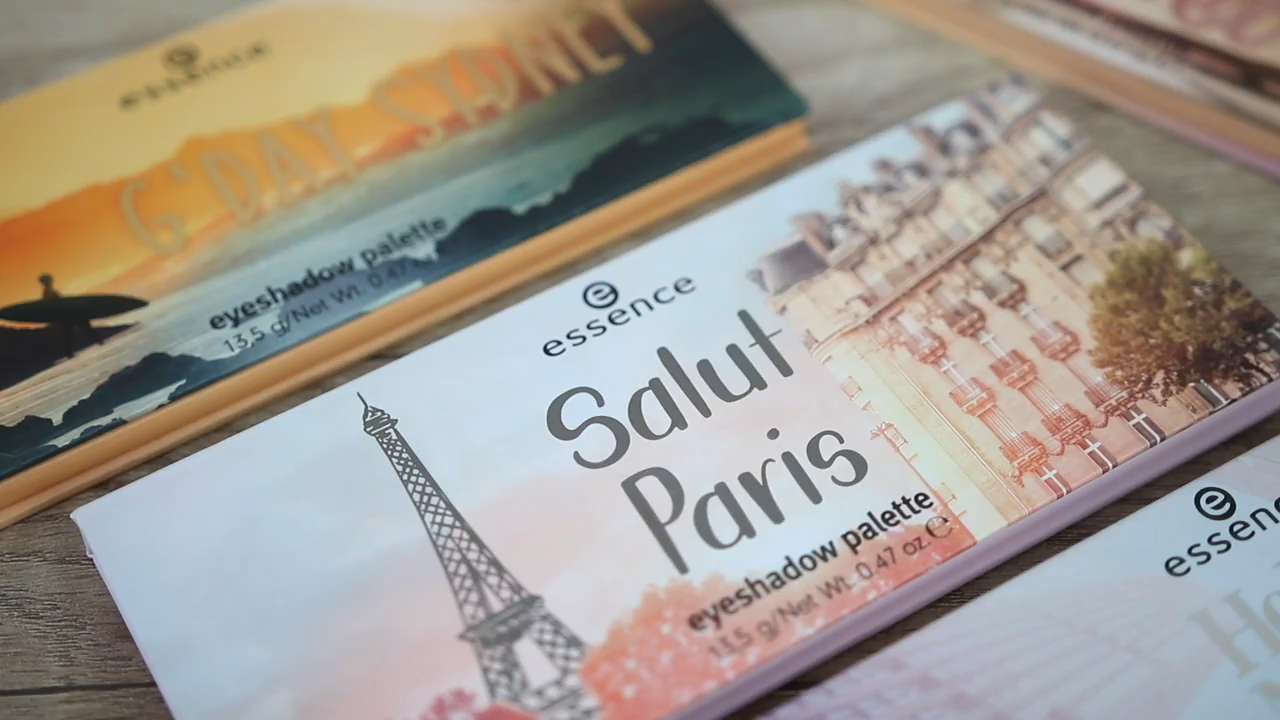 essence
G'DAY SYDNEY
eyeshadow palette
13,5 g/Net Wt. 0.47
essence
Salut
Paris
eyeshadow palette
13,5 g/Net Wt. 0.47 oz. ℮